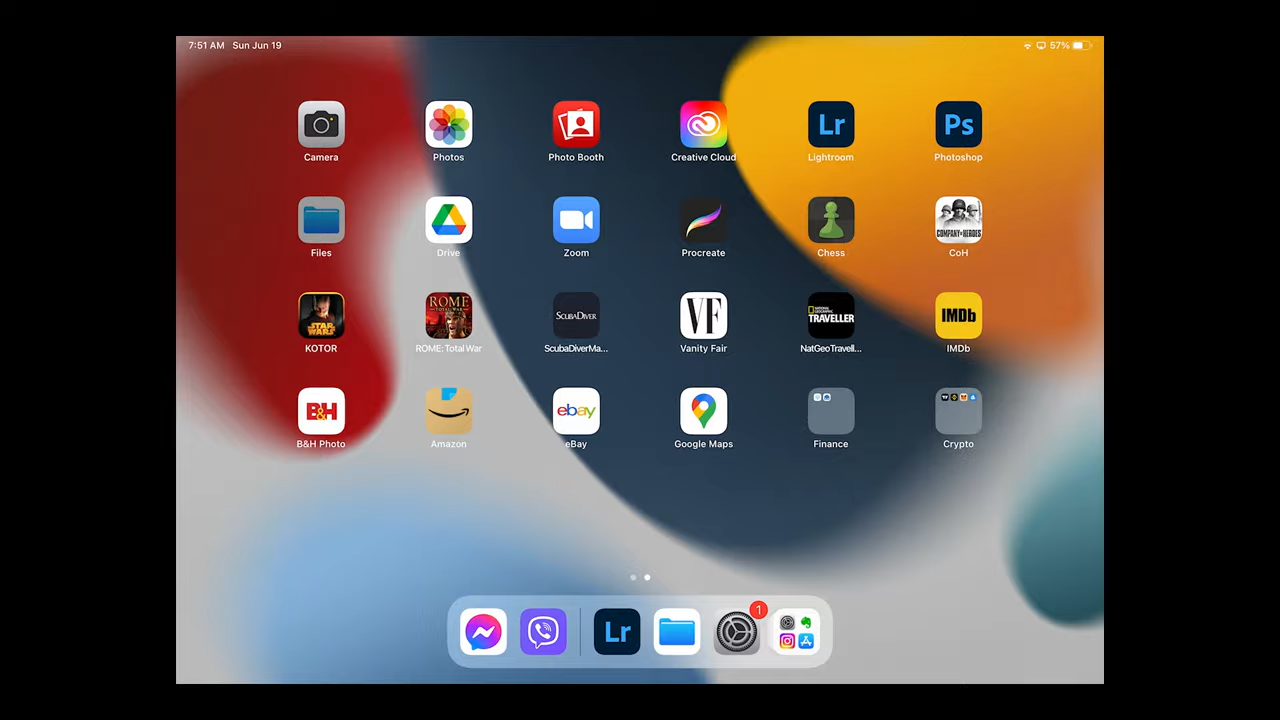 7:51 AM Sun Jun 19 57%
Camera Photos Photo Booth Creative Cloud Lr Lightroom Ps Photoshop
Files Drive Zoom Procreate Chess COMPANY HEROES CoH
STAR WARS KOTOR ROME TOTAL WAR ROME: Total War SCUBADIVER ScubaDiverMa... VF Vanity Fair NATIONAL GEOGRAPHIC TRAVELLER NatGeoTravell... IMDb IMDb
B&H B&H Photo Amazon ebay eBay Google Maps Finance Crypto
Lr 1